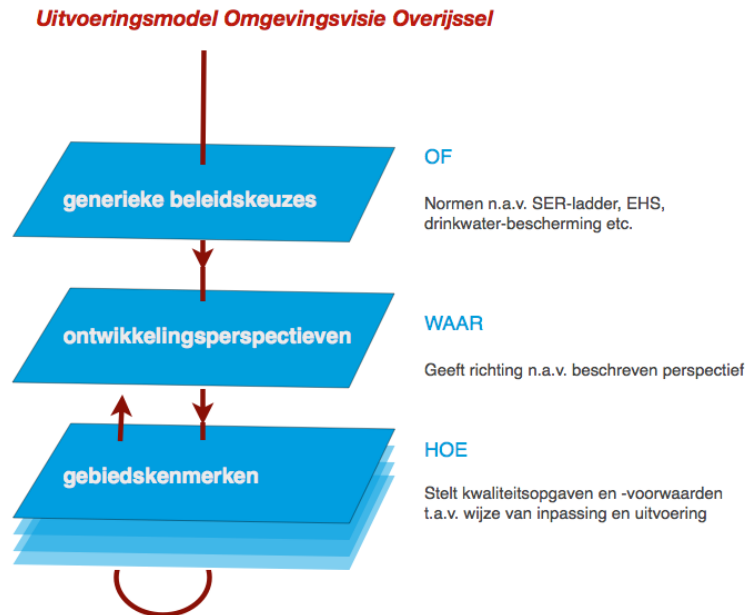 Uitvoeringsmodel Omgevingsvisie Overijssel
generieke beleidskeuzes
OF
Normen n.a.v. SER-ladder, EHS,
drinkwater-bescherming etc.
ontwikkelingsperspectieven
WAAR
Geeft richting n.a.v. beschreven perspectief
gebiedskenmerken
HOE
Stelt kwaliteitsopgaven en -voorwaarden
t.a.v. wijze van inpassing en uitvoering